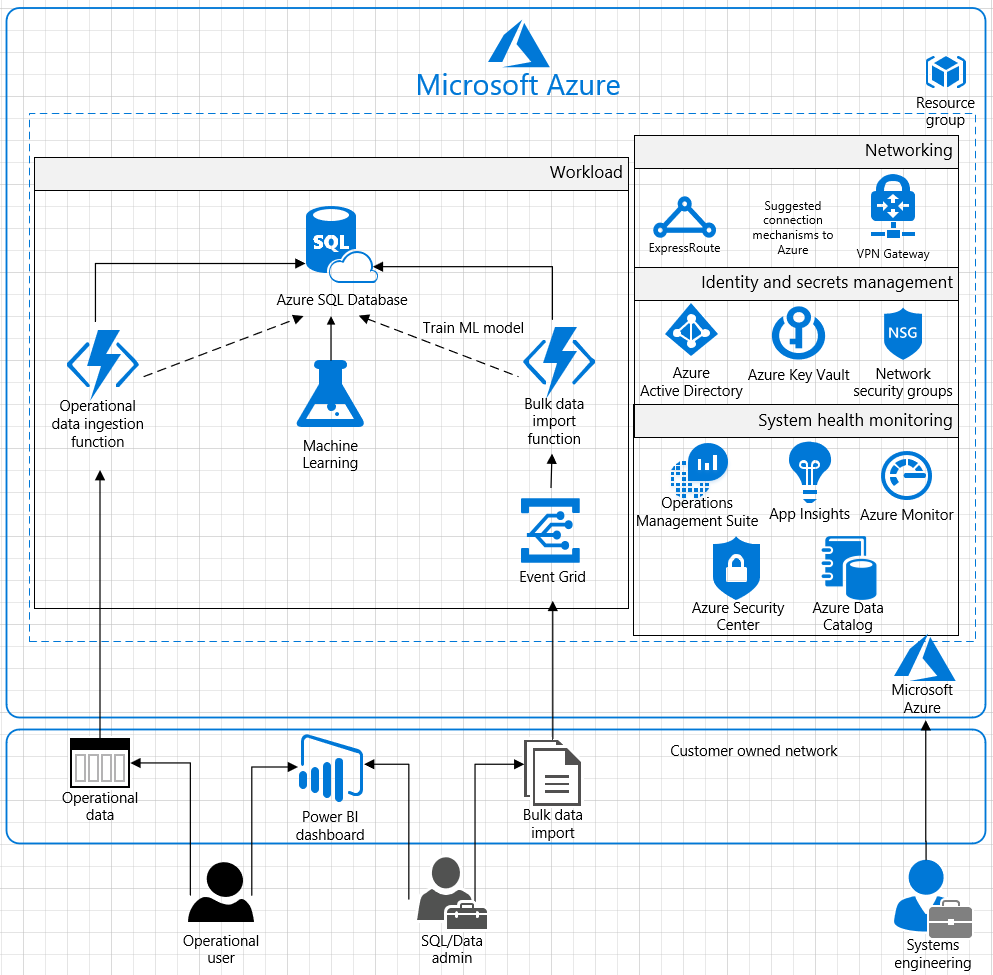 Microsoft Azure
Resource
group
Networking
Workload
SQL
Azure SQL Database
ExpressRoute
Suggested
connection
mechanisms to
Azure
VPN Gateway
Identity and secrets management
NSG
Azure
Active Directory
Azure Key Vault
Network
security groups
Train ML model
Operational
data ingestion
function
Machine
Learning
Bulk data
import
function
Event Grid
System health monitoring
Operations
Management Suite
App Insights
Azure Monitor
Azure Security
Center
Azure Data
Catalog
Microsoft
Azure
Customer owned network
Operational
data
Power BI
dashboard
Bulk data
import
Operational
user
SQL/Data
admin
Systems
engineering